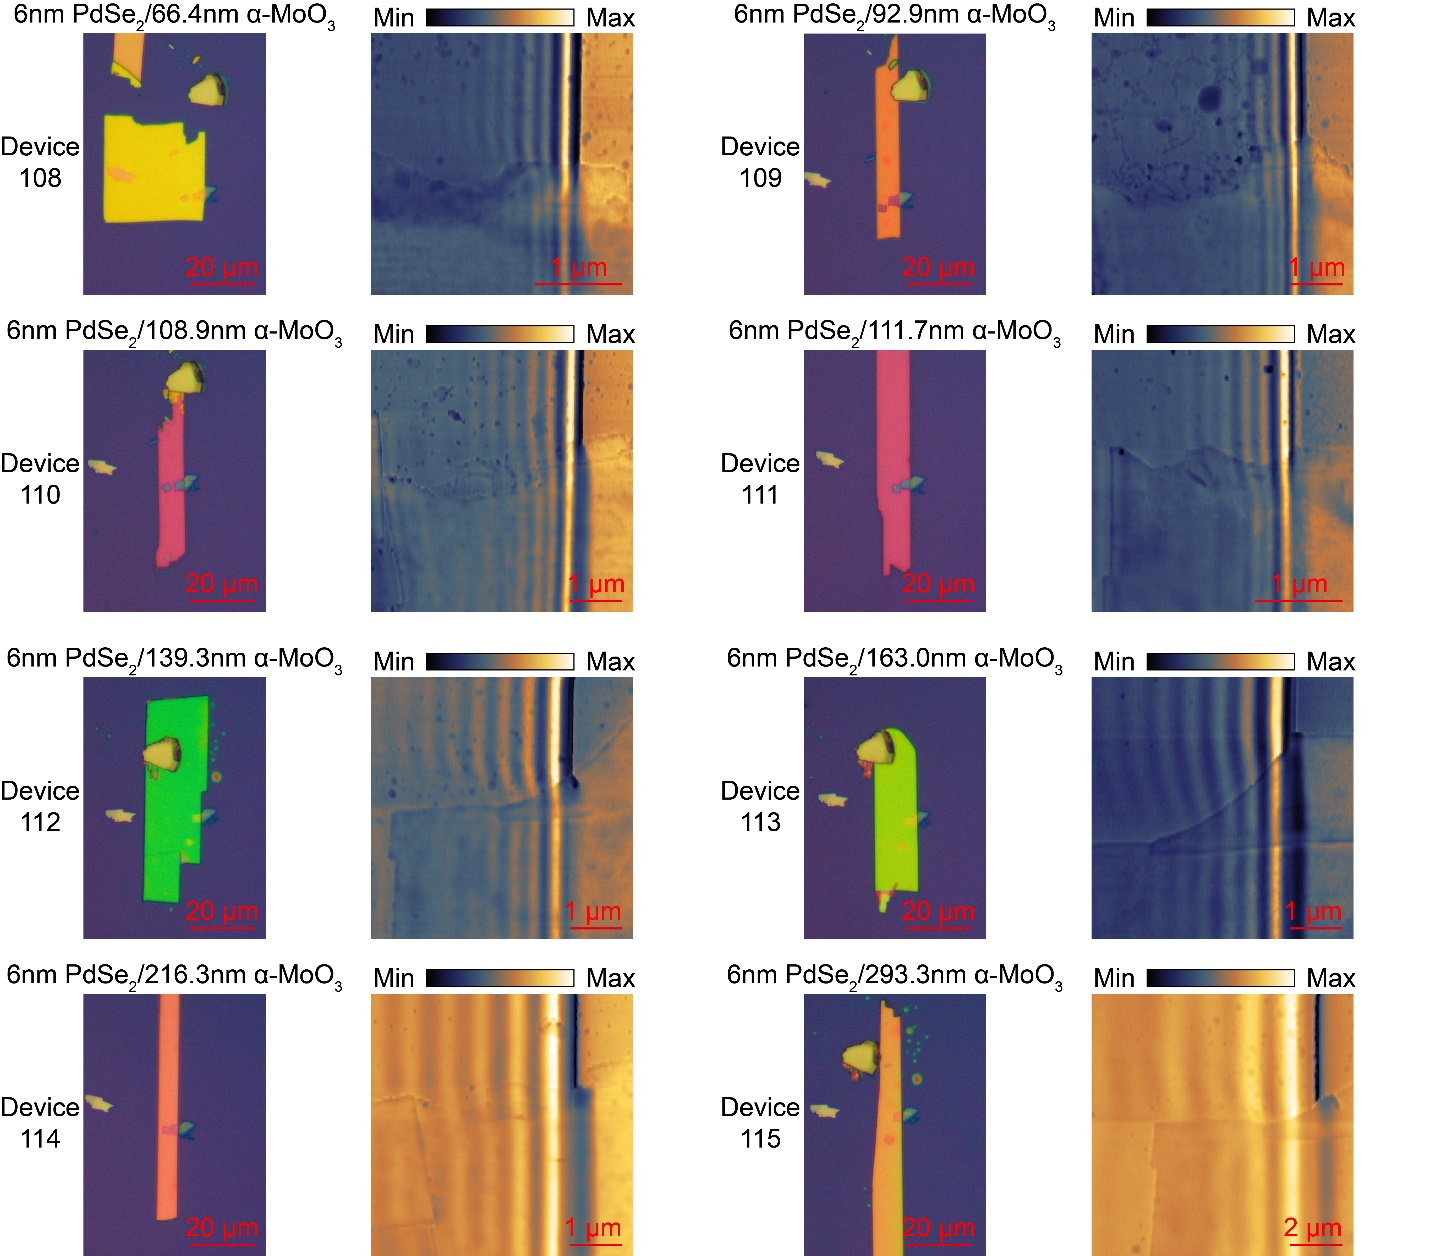 6nm PdSe₂/66.4nm α-MoO₃
Min Max
6nm PdSe₂/92.9nm α-MoO₃
Min Max
Device
108
20 μm
1 μm
Device
109
20 μm
1 μm
6nm PdSe₂/108.9nm α-MoO₃
Min Max
6nm PdSe₂/111.7nm α-MoO₃
Min Max
Device
110
20 μm
1 μm
Device
111
20 μm
1 μm
6nm PdSe₂/139.3nm α-MoO₃
Min Max
6nm PdSe₂/163.0nm α-MoO₃
Min Max
Device
112
20 μm
1 μm
Device
113
20 μm
1 μm
6nm PdSe₂/216.3nm α-MoO₃
Min Max
6nm PdSe₂/293.3nm α-MoO₃
Min Max
Device
114
20 μm
1 μm
Device
115
20 μm
2 μm